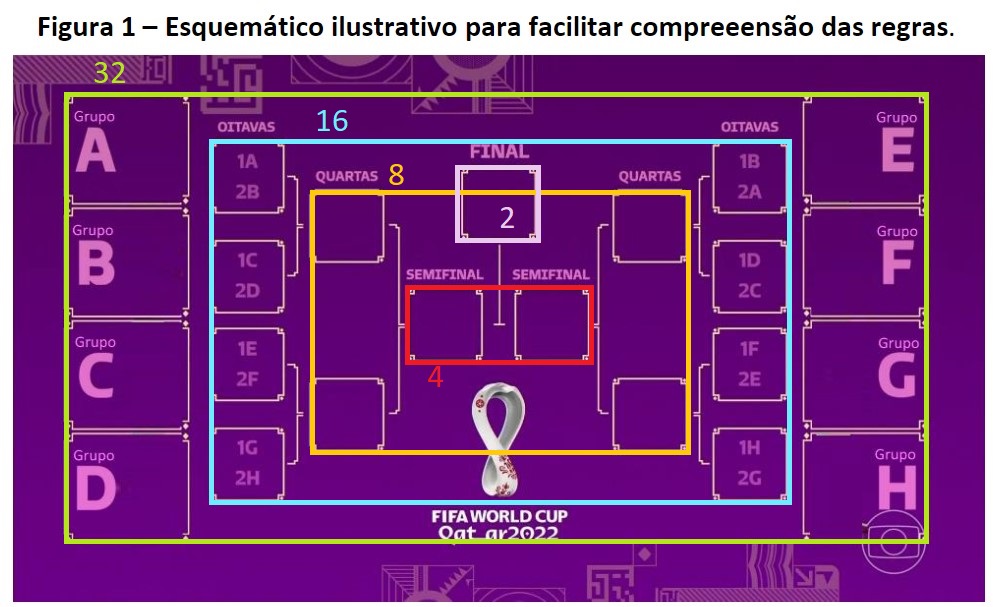 Figura 1 – Esquemático ilustrativo para facilitar compreeensão das regras.
32
Grupo
A
Grupo
B
Grupo
C
Grupo
D
OITAVAS
16
1A
2B
1C
2D
1E
2F
1G
2H
QUARTAS
8
FINAL
2
SEMIFINAL
SEMIFINAL
4
QUARTAS
OITAVAS
1B
2A
1D
2C
1F
2E
1H
2G
Grupo
E
Grupo
F
Grupo
G
Grupo
H
FIFA WORLD CUP
Qat ar2022